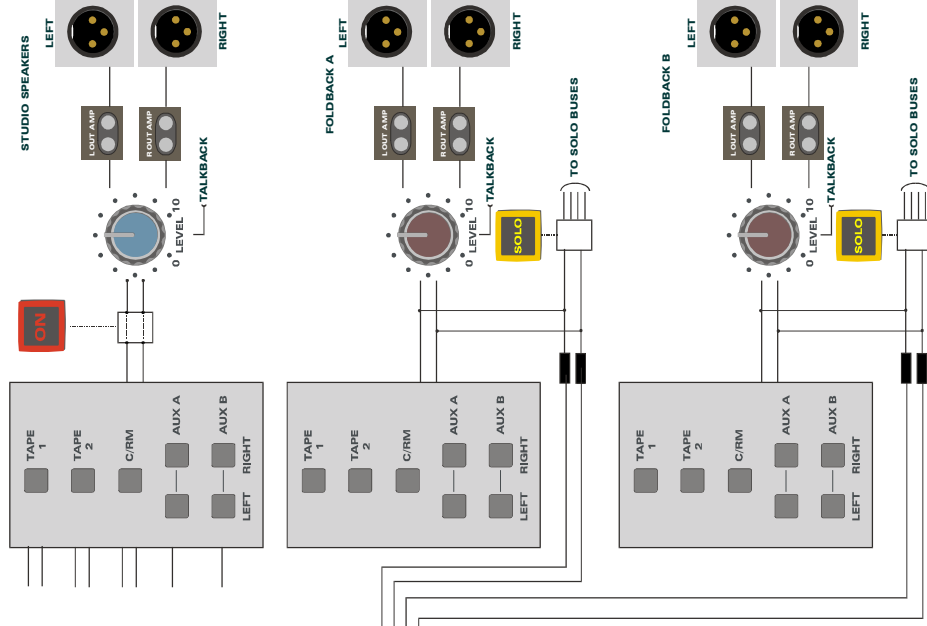 STUDIO SPEAKERS
LEFT
RIGHT
L OUT AMP
R OUT AMP
TALKBACK
0 LEVEL 10
ON
TAPE
1
TAPE
2
C/RM
AUX A
AUX B
LEFT
RIGHT
FOLDBACK A
LEFT
RIGHT
L OUT AMP
R OUT AMP
TALKBACK
0 LEVEL 10
SOLO
TO SOLO BUSES
TAPE
1
TAPE
2
C/RM
AUX A
AUX B
LEFT
RIGHT
FOLDBACK B
LEFT
RIGHT
L OUT AMP
R OUT AMP
TALKBACK
0 LEVEL 10
SOLO
TO SOLO BUSES
TAPE
1
TAPE
2
C/RM
AUX A
AUX B
LEFT
RIGHT